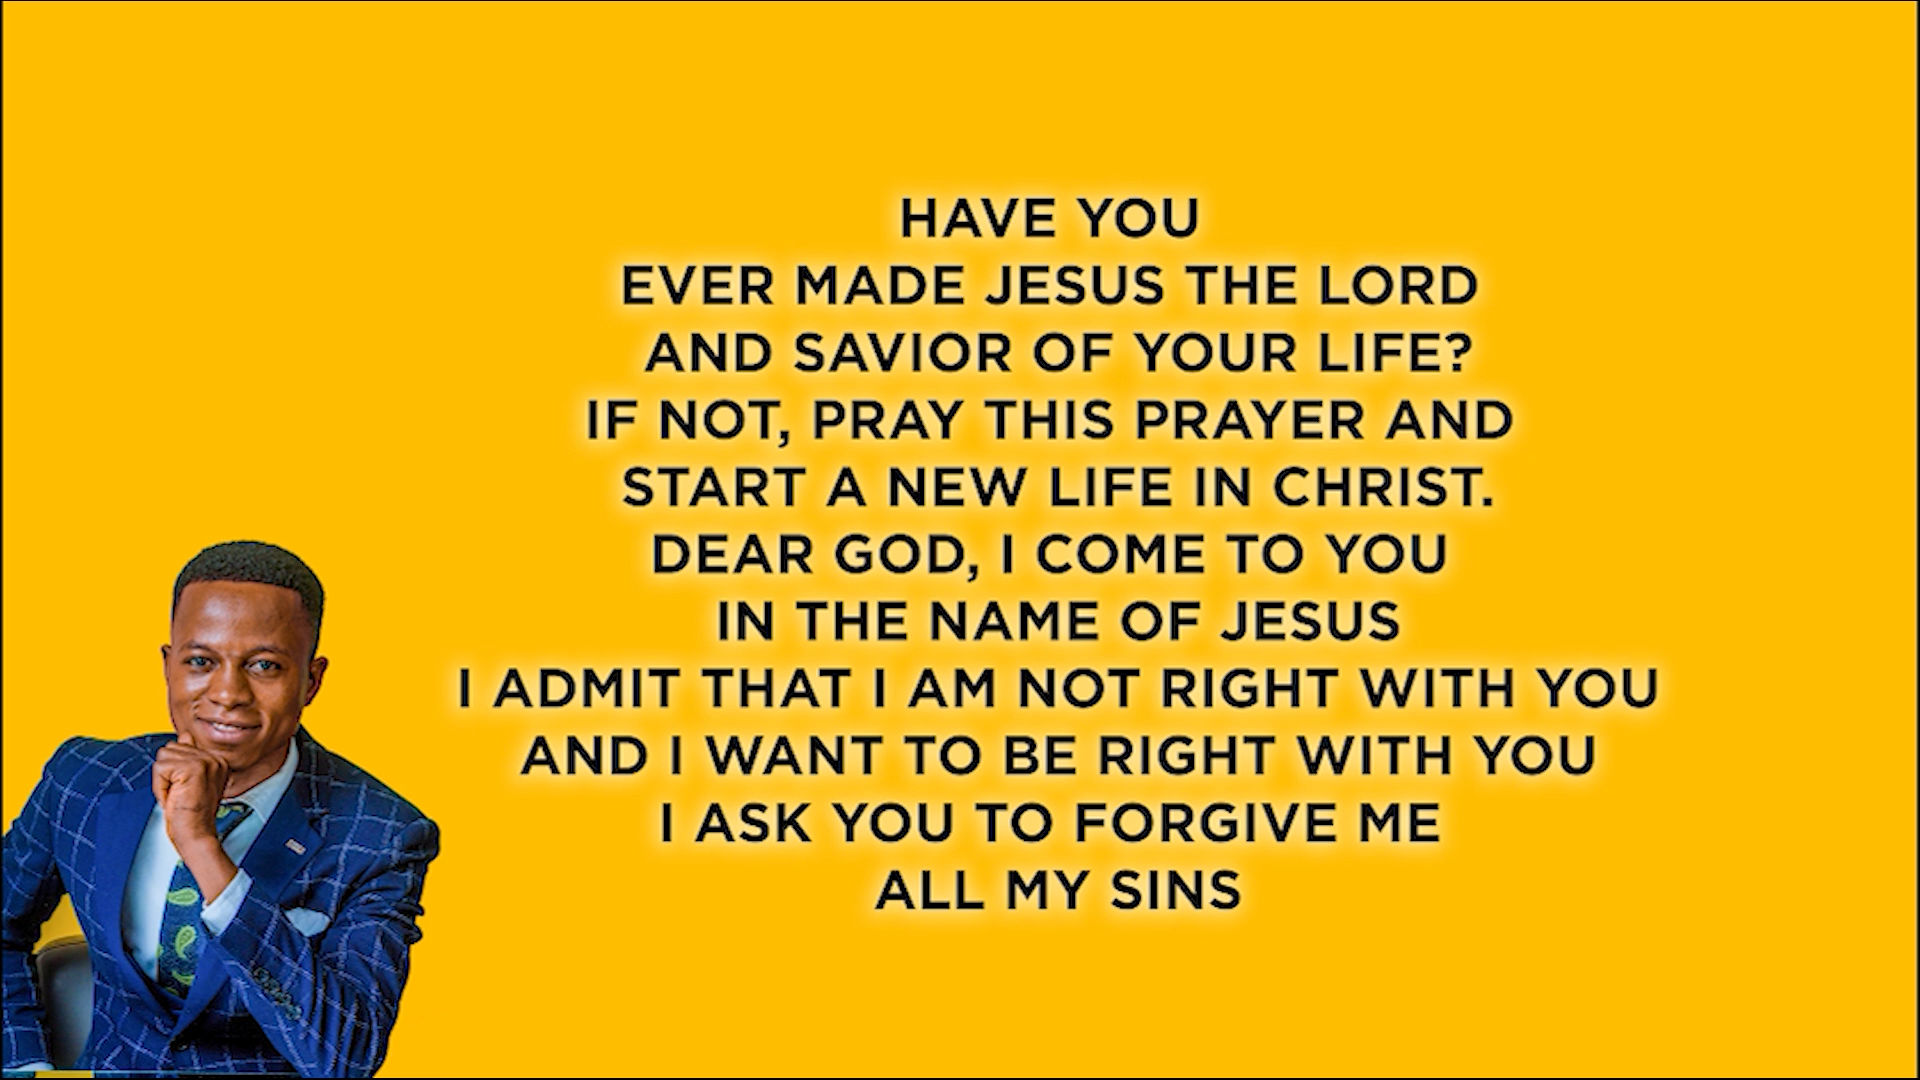 HAVE YOU
EVER MADE JESUS THE LORD
AND SAVIOR OF YOUR LIFE?
IF NOT, PRAY THIS PRAYER AND
START A NEW LIFE IN CHRIST.
DEAR GOD, I COME TO YOU
IN THE NAME OF JESUS
I ADMIT THAT I AM NOT RIGHT WITH YOU
AND I WANT TO BE RIGHT WITH YOU
I ASK YOU TO FORGIVE ME
ALL MY SINS